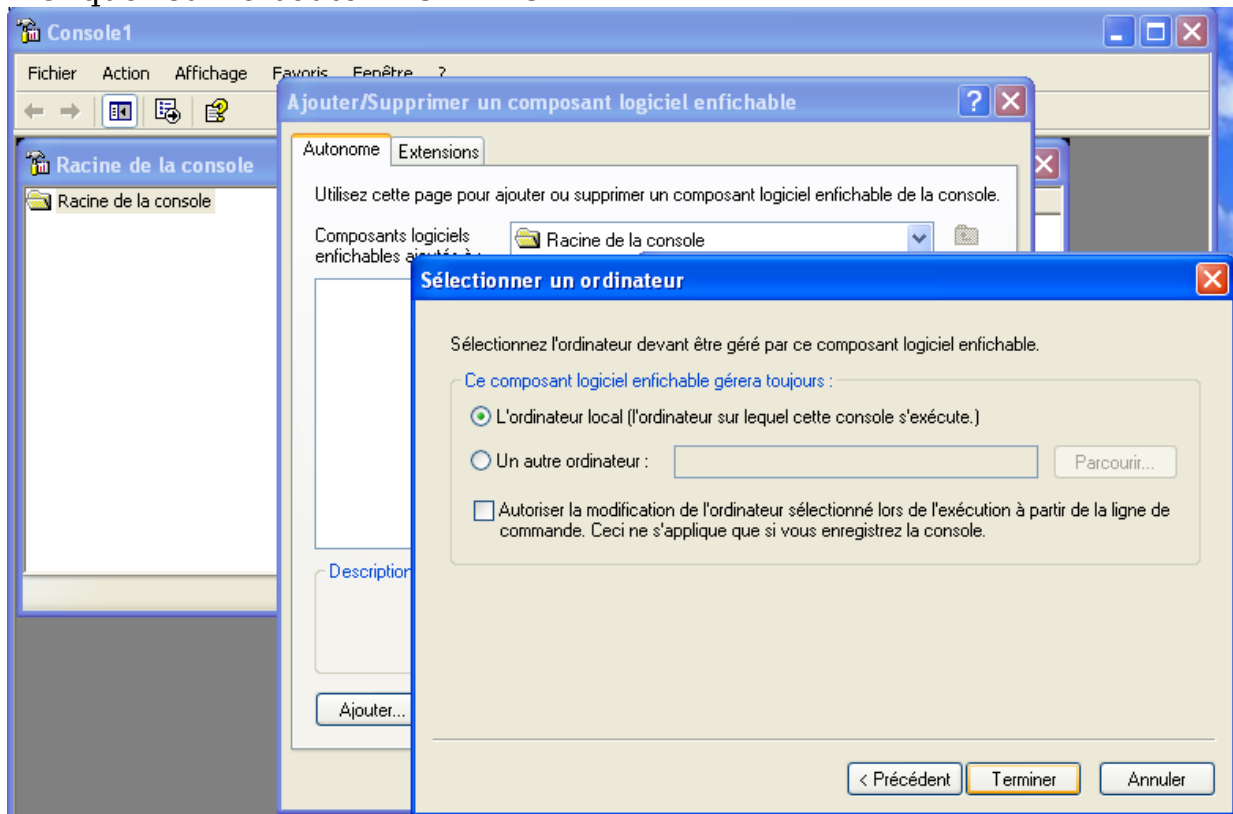 Console1
Fichier Action Affichage Favoris Fenêtre ?
Ajouter/Supprimer un composant logiciel enfichable
Racine de la console
Racine de la console
Autonome Extensions
Utilisez cette page pour ajouter ou supprimer un composant logiciel enfichable de la console.
Composants logiciels
enfichables ajoutés à :
Racine de la console
Sélectionner un ordinateur
Sélectionnez l'ordinateur devant être géré par ce composant logiciel enfichable.
Ce composant logiciel enfichable gérera toujours :
L'ordinateur local (l'ordinateur sur lequel cette console s'exécute.)
Un autre ordinateur :
Parcourir...
Autoriser la modification de l'ordinateur sélectionné lors de l'exécution à partir de la ligne de
commande. Ceci ne s'applique que si vous enregistrez la console.
Description
Ajouter...
< Précédent Terminer Annuler